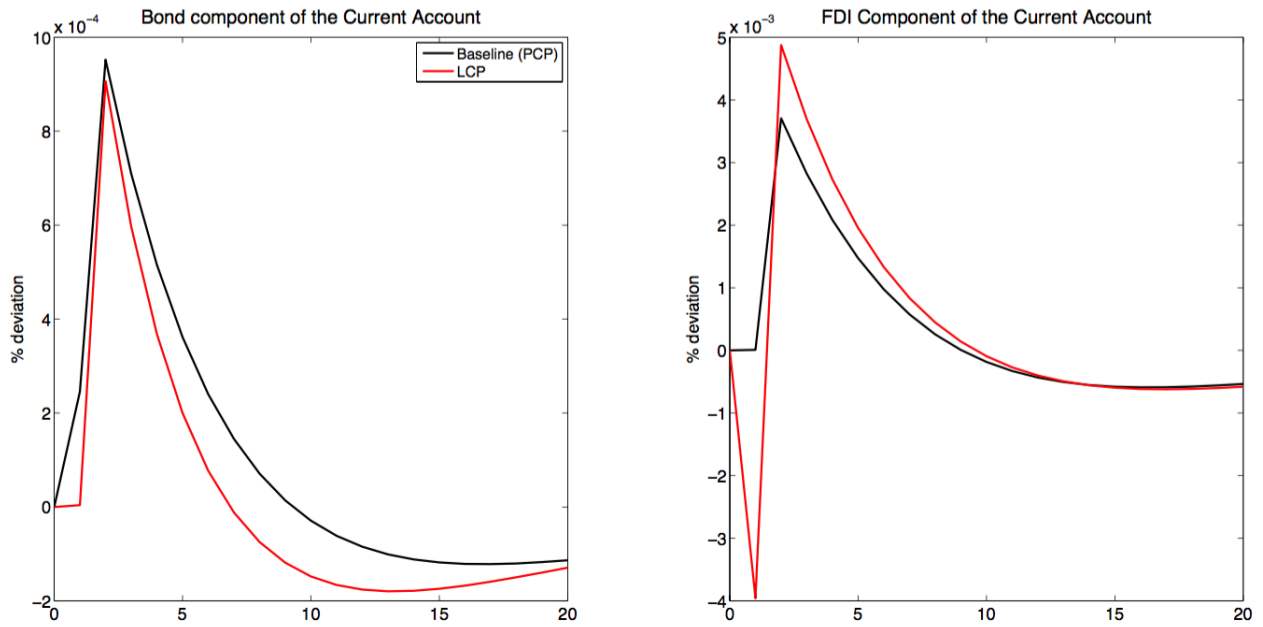 Bond component of the Current Account
x 10⁻⁴
10
8
6
4
2
0
−2
% deviation
Baseline (PCP)
LCP
0 5 10 15 20
FDI Component of the Current Account
x 10⁻³
5
4
3
2
1
0
−1
−2
−3
−4
% deviation
0 5 10 15 20